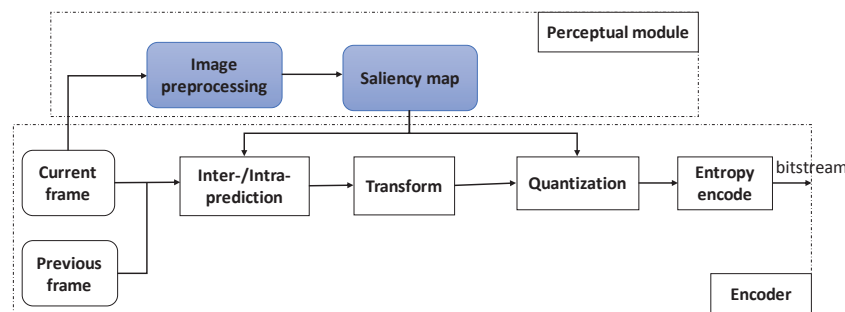 Perceptual module
Image
preprocessing
Saliency map
Current
frame
Inter-/Intra-
prediction
Transform
Quantization
Entropy
encode
bitstream
Previous
frame
Encoder